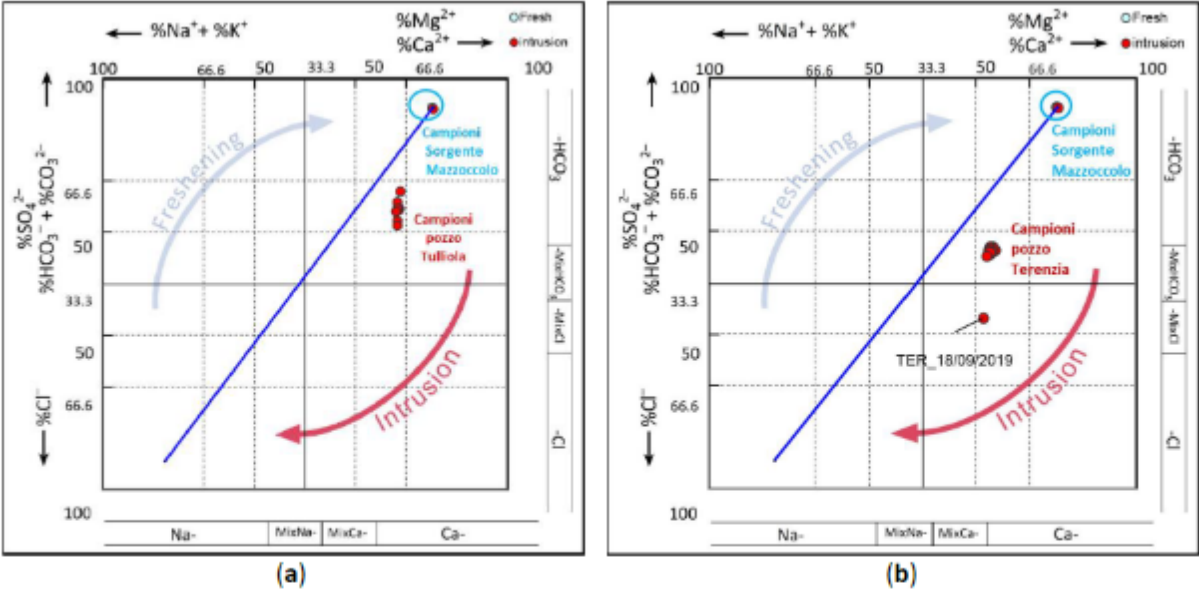 ←%Na⁺+ %K⁺
%Mg²⁺
%Ca²⁺ →
Fresh
intrusion
100 66.6 50 33.3 50 66.6 100
100
66.6
50
33.3
50
66.6
100
%SO₄²⁻
%HCO₃⁻ + %CO₃²⁻
← %Cl⁻
Freshening
Campioni
Sorgente
Mazzoccolo
Campioni
pozzo
Tulliola
Intrusion
-HCO₃
-MixHCO₃
-MixCl
-Cl
Na- MixNa- MixCa- Ca-
(a)
←%Na⁺+ %K⁺
%Mg²⁺
%Ca²⁺ →
Fresh
intrusion
100 66.6 50 33.3 50 66.6 100
100
66.6
50
33.3
50
66.6
100
%SO₄²⁻
%HCO₃⁻ + %CO₃²⁻
← %Cl⁻
Freshening
Campioni
Sorgente
Mazzoccolo
Campioni
pozzo
Terenzia
TER_18/09/2019
Intrusion
-HCO₃
-MixHCO₃
-MixCl
-Cl
Na- MixNa- MixCa- Ca-
(b)